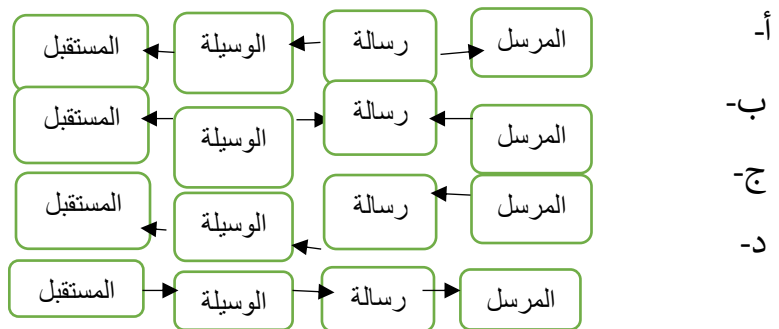 أ- المرسل رسالة الوسيلة المستقبل
ب- المرسل رسالة الوسيلة المستقبل
ج- المرسل رسالة الوسيلة المستقبل
د- المرسل رسالة الوسيلة المستقبل